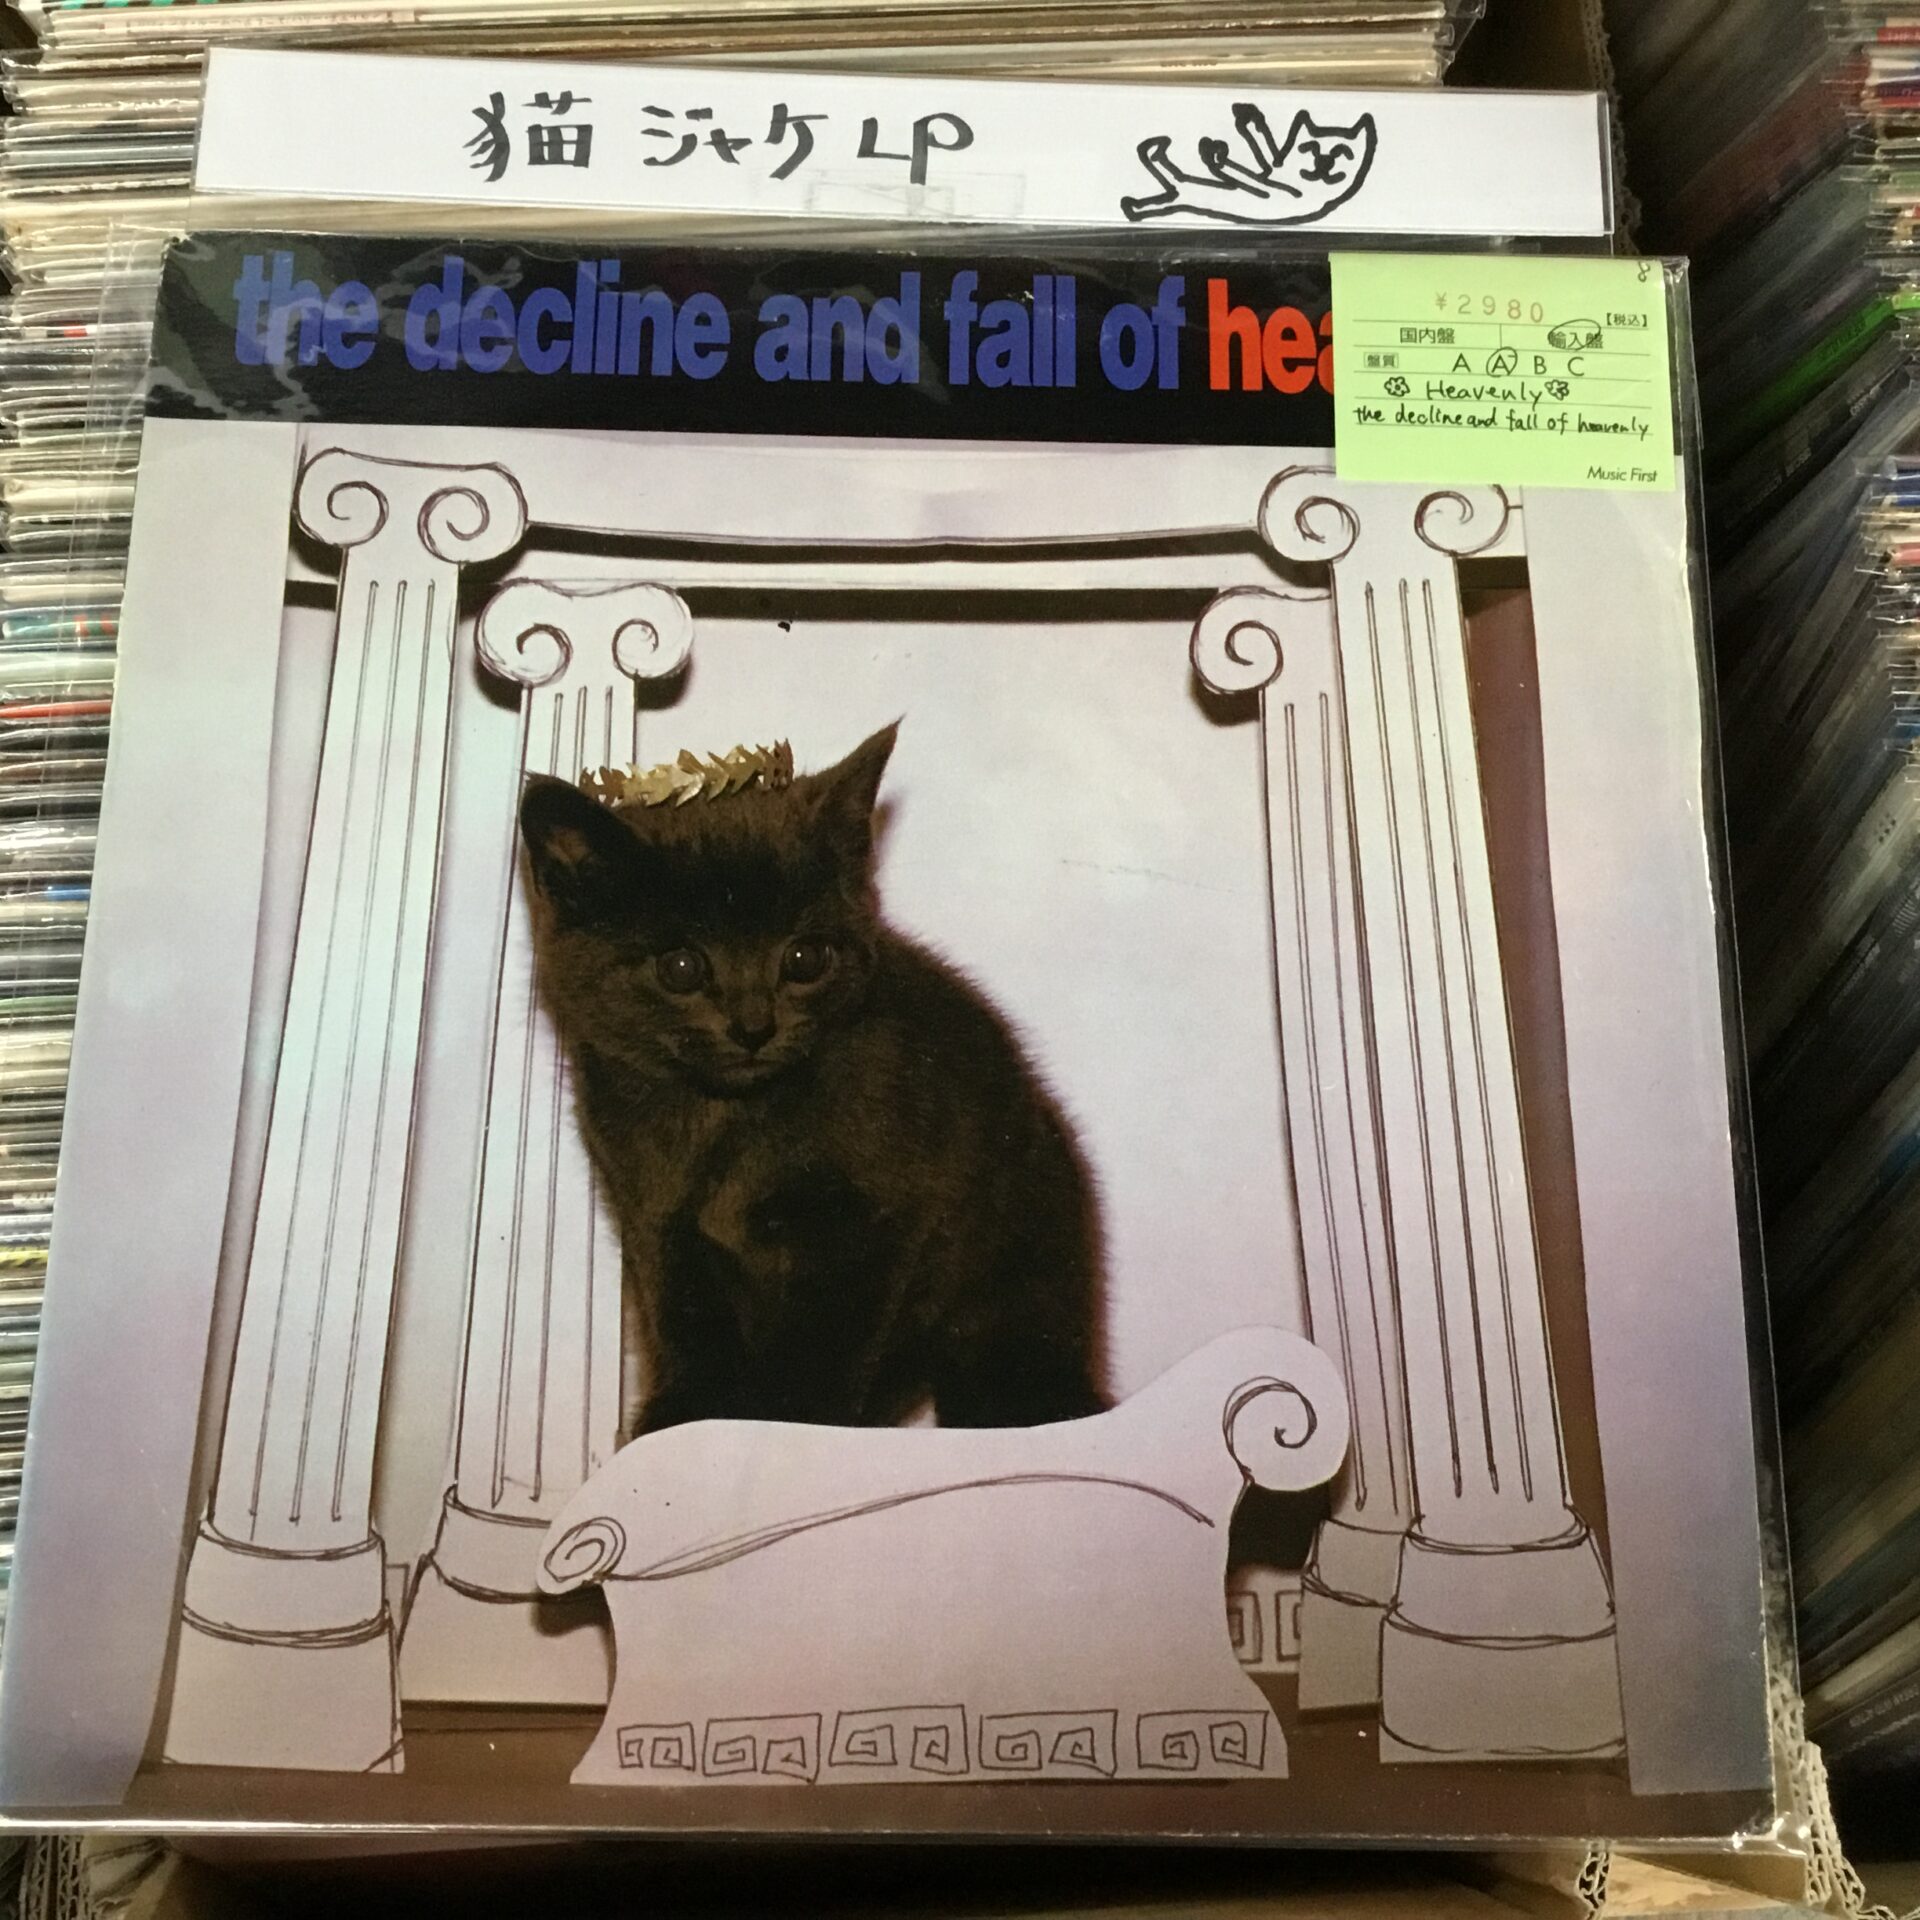 猫 ジャケ LP
the decline and fall of hea
8
¥2980
【税込】
国内盤 輸入盤
盤質 A A- B C
Heavenly
the decline and fall of heavenly
Music First